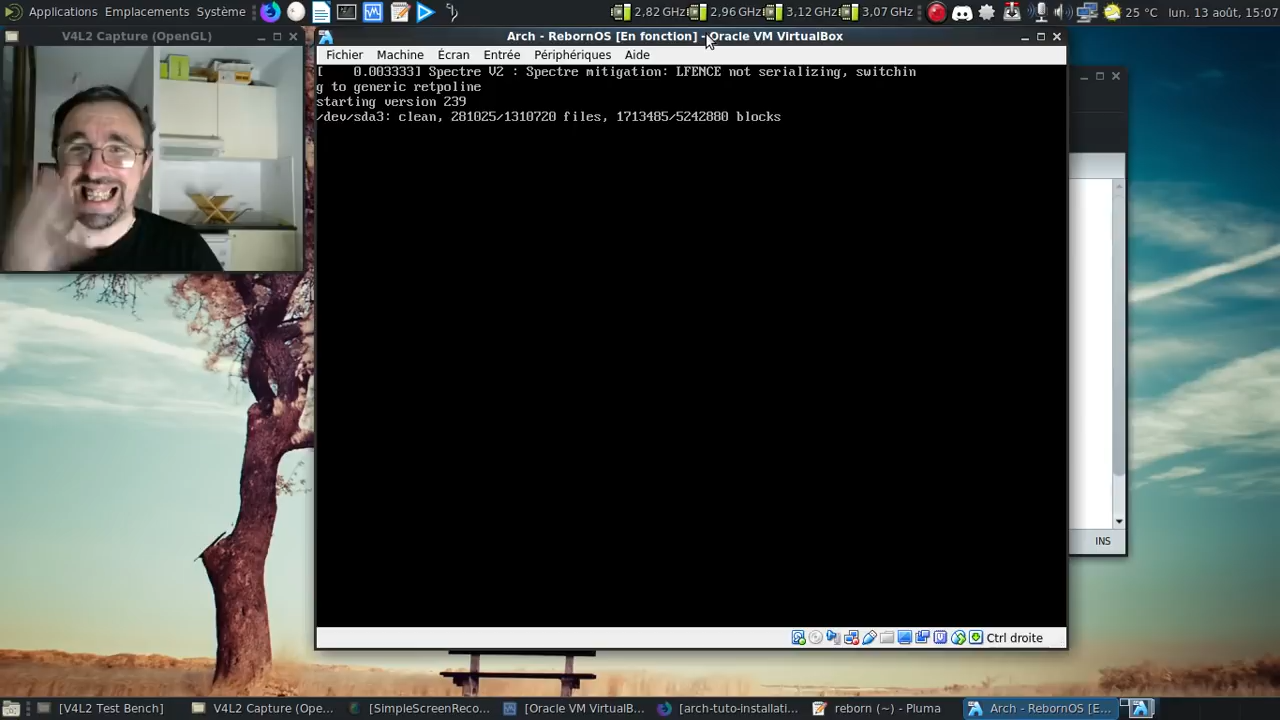 Applications Emplacements Système
2,82 GHz 2,96 GHz 3,12 GHz 3,07 GHz 25 °C lun. 13 août, 15:07
V4L2 Capture (OpenGL)
Arch - RebornOS [En fonction] - Oracle VM VirtualBox
Fichier Machine Écran Entrée Périphériques Aide
[    0.003333] Spectre V2 : Spectre mitigation: LFENCE not serializing, switchin
g to generic retpoline
starting version 239
/dev/sda3: clean, 281025/1310720 files, 1713485/5242880 blocks
INS
Ctrl droite
[V4L2 Test Bench] V4L2 Capture (Ope... [SimpleScreenReco... [Oracle VM VirtualB... [arch-tuto-installati... reborn (~) - Pluma Arch - RebornOS [E...